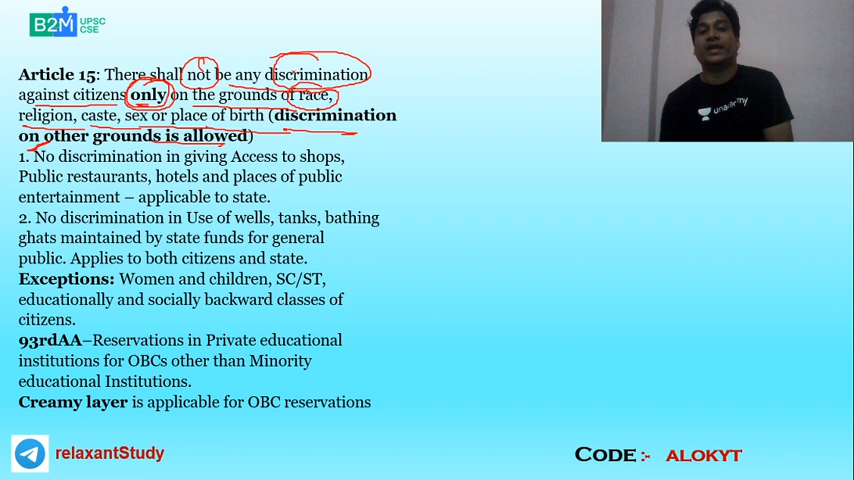 B2M UPSC
CSE
Article 15: There shall not be any discrimination
against citizens only on the grounds of race,
religion, caste, sex or place of birth (discrimination
on other grounds is allowed)
1. No discrimination in giving Access to shops,
Public restaurants, hotels and places of public
entertainment – applicable to state.
2. No discrimination in Use of wells, tanks, bathing
ghats maintained by state funds for general
public. Applies to both citizens and state.
Exceptions: Women and children, SC/ST,
educationally and socially backward classes of
citizens.
93rdAA–Reservations in Private educational
institutions for OBCs other than Minority
educational Institutions.
Creamy layer is applicable for OBC reservations
relaxantStudy
CODE :- ALOKYT